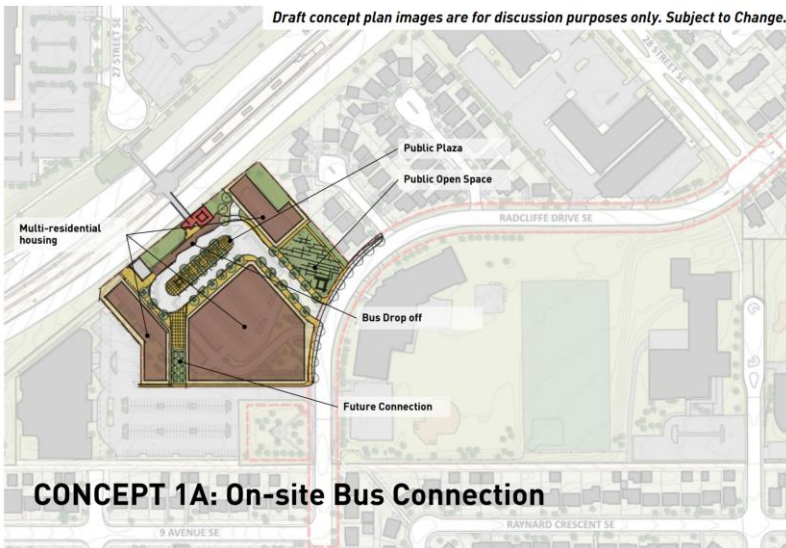 Draft concept plan images are for discussion purposes only. Subject to Change.
27 STREET SE
28 STREET SE
Public Plaza
Public Open Space
Multi-residential
housing
RADCLIFFE DRIVE SE
Bus Drop off
Future Connection
CONCEPT 1A: On-site Bus Connection
9 AVENUE SE
RAYNARD CRESCENT SE